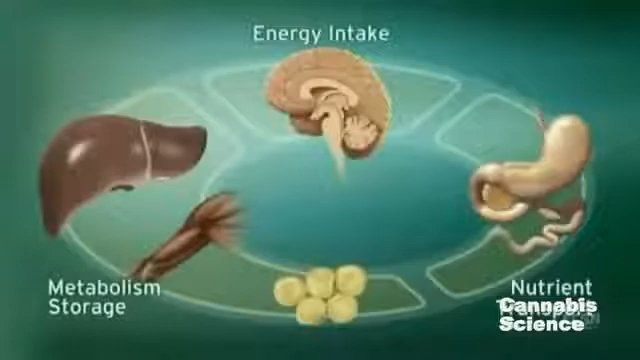 Energy Intake
Metabolism
Storage
Nutrient
Cannabis
Science